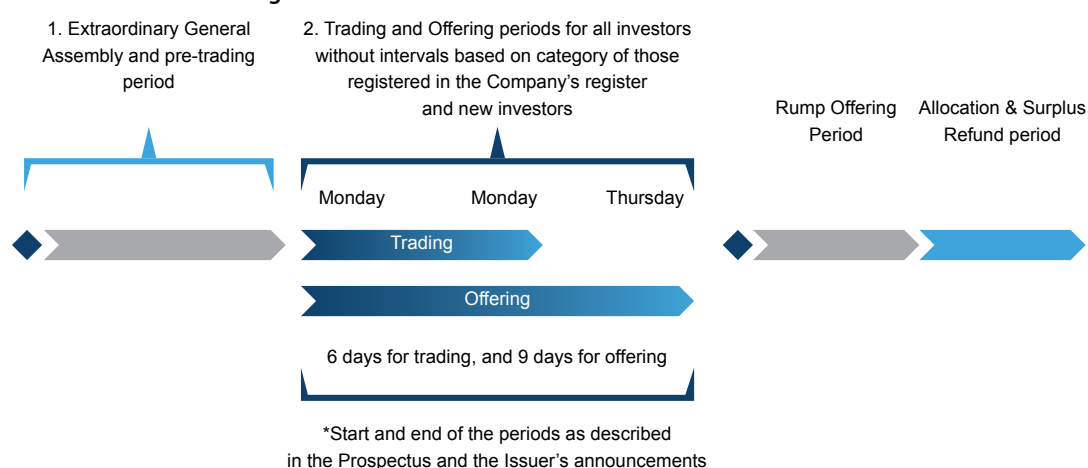 1. Extraordinary General
Assembly and pre-trading
period
2. Trading and Offering periods for all investors
without intervals based on category of those
registered in the Company's register
and new investors
Rump Offering
Period
Allocation & Surplus
Refund period
Monday
Monday
Thursday
Trading
Offering
6 days for trading, and 9 days for offering
*Start and end of the periods as described
in the Prospectus and the Issuer's announcements